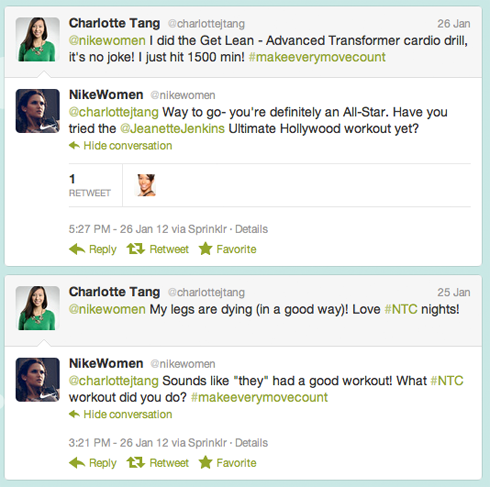 Charlotte Tang @charlottejtang 26 Jan
@nikewomen I did the Get Lean - Advanced Transformer cardio drill,
it's no joke! I just hit 1500 min! #makeeverymovecount
NikeWomen @nikewomen
@charlottejtang Way to go- you're definitely an All-Star. Have you
tried the @JeanetteJenkins Ultimate Hollywood workout yet?
Hide conversation
1
RETWEET
5:27 PM - 26 Jan 12 via Sprinklr · Details
Reply Retweet Favorite
Charlotte Tang @charlottejtang 25 Jan
@nikewomen My legs are dying (in a good way)! Love #NTC nights!
NikeWomen @nikewomen
@charlottejtang Sounds like "they" had a good workout! What #NTC
workout did you do? #makeeverymovecount
Hide conversation
3:21 PM - 26 Jan 12 via Sprinklr · Details
Reply Retweet Favorite